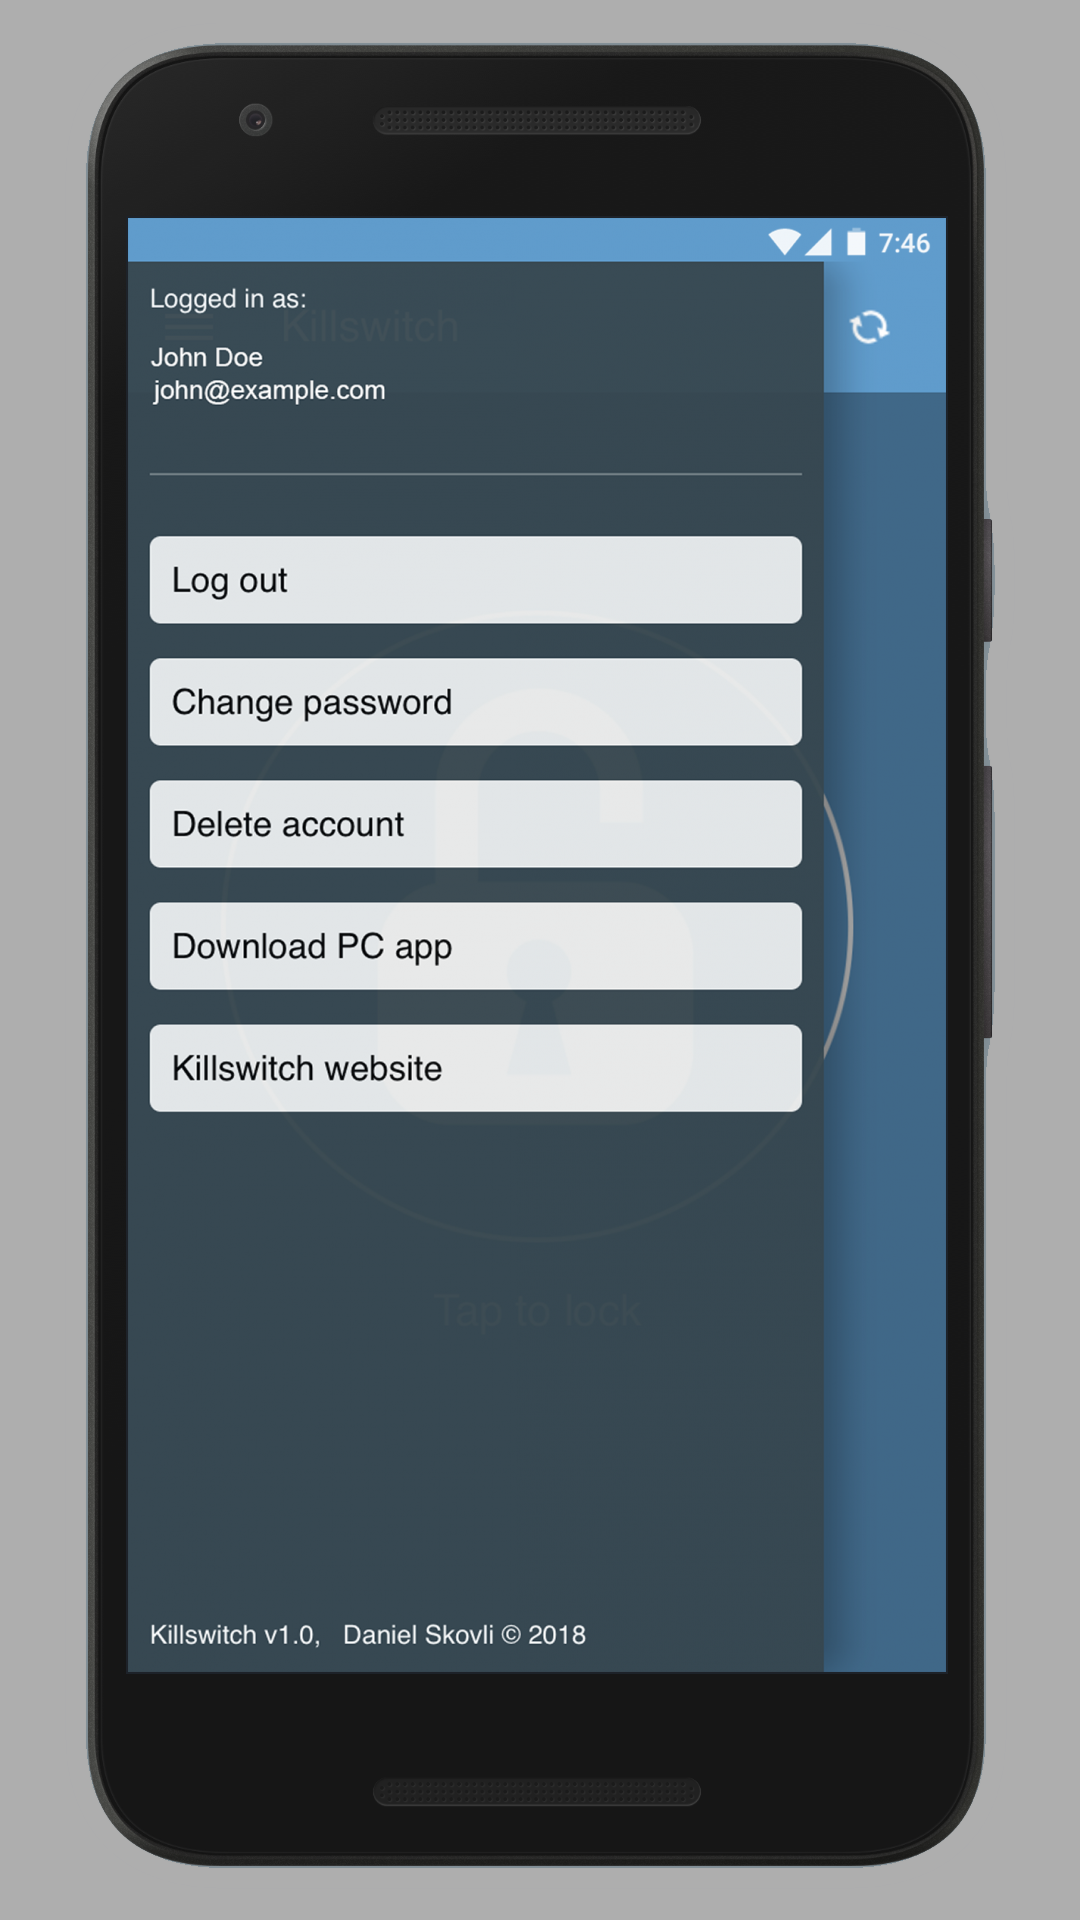 7:46
Logged in as:
Killswitch
John Doe
john@example.com
Log out
Change password
Delete account
Download PC app
Killswitch website
Tap to lock
Killswitch v1.0, Daniel Skovli © 2018